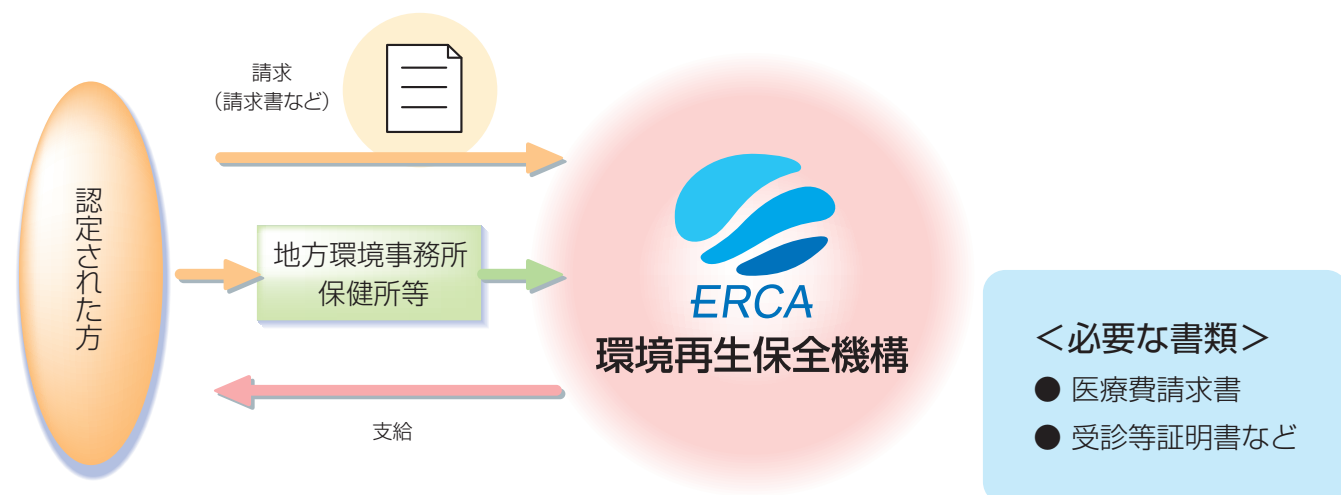 請求
（請求書など）
認定された方
地方環境事務所
保健所等
ERCA
環境再生保全機構
支給
＜必要な書類＞
● 医療費請求書
● 受診等証明書など